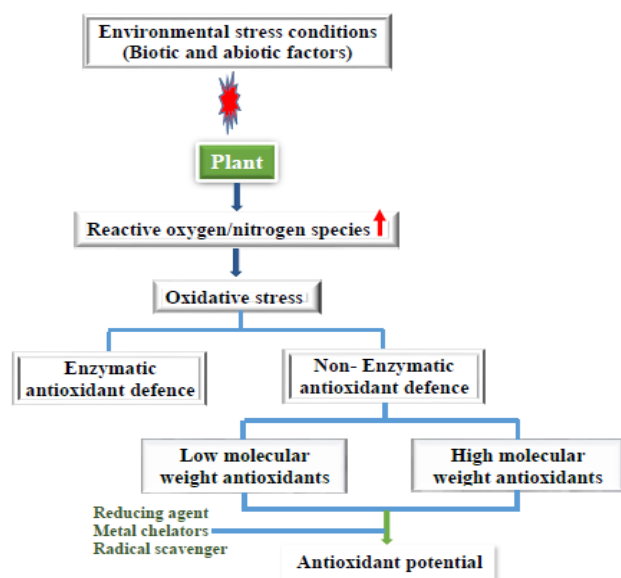 Environmental stress conditions
(Biotic and abiotic factors)
Plant
Reactive oxygen/nitrogen species
Oxidative stress
Enzymatic
antioxidant defence
Non- Enzymatic
antioxidant defence
Low molecular
weight antioxidants
High molecular
weight antioxidants
Reducing agent
Metal chelators
Radical scavenger
Antioxidant potential